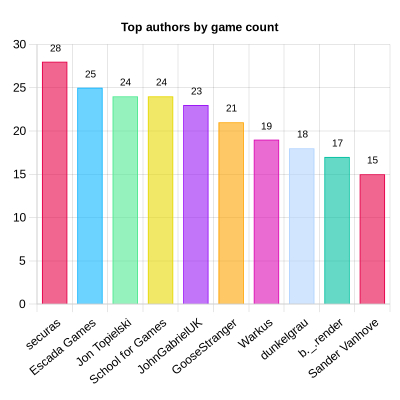 Top authors by game count
30
25
20
15
10
5
0
28
25
24
24
23
21
19
18
17
15
securas
Escada Games
Jon Topielski
School for Games
JohnGabrielUK
GooseStranger
Warkus
dunkelgrau
b._.render
Sander Vanhove